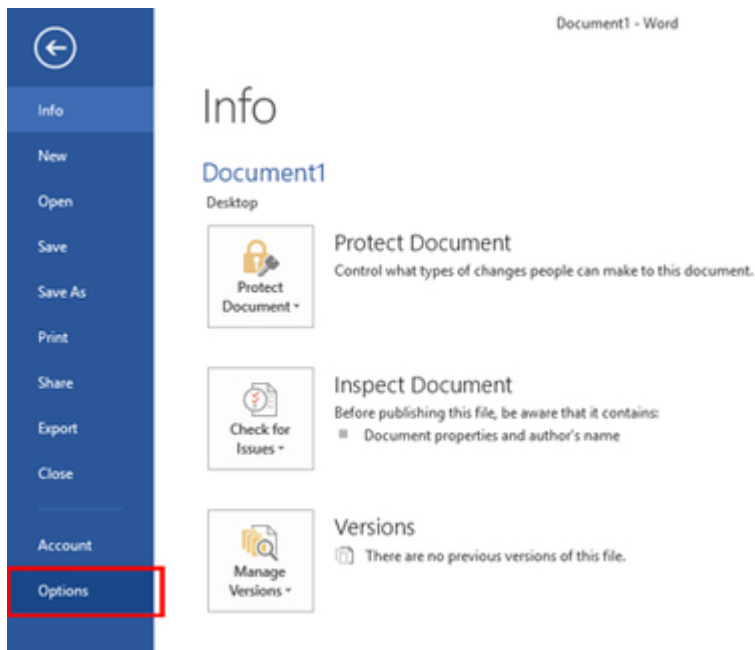 Document1 - Word
Info
New
Open
Save
Save As
Print
Share
Export
Close
Account
Options
Info
Document1
Desktop
Protect
Document
Protect Document
Control what types of changes people can make to this document.
Check for
Issues
Inspect Document
Before publishing this file, be aware that it contains:
Document properties and author's name
Manage
Versions
Versions
There are no previous versions of this file.